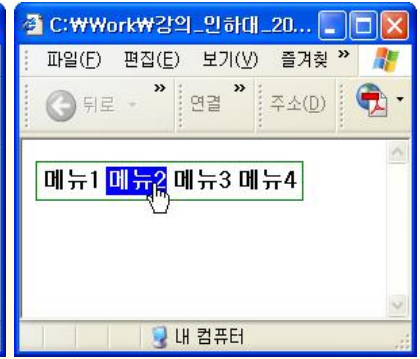 C:₩Work₩강의_인하대_20...
파일(F) 편집(E) 보기(V) 즐겨찾 »
뒤로 » 연결 » 주소(D)
메뉴1 메뉴2 메뉴3 메뉴4
내 컴퓨터